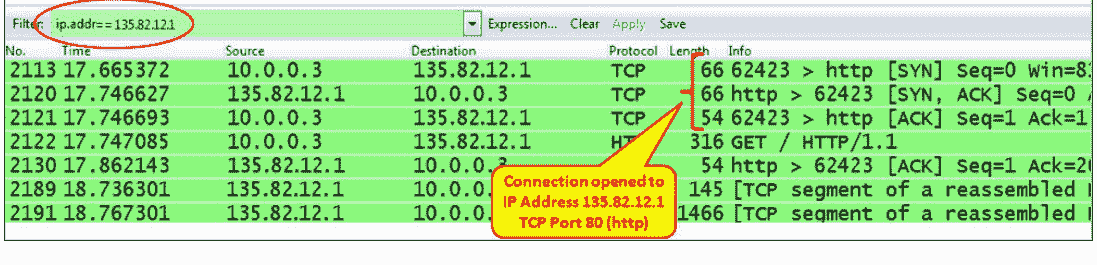 Filter: ip.addr==135.82.12.1 Expression... Clear Apply Save
No. Time Source Destination Protocol Length Info
2113 17.665372 10.0.0.3 135.82.12.1 TCP 66 62423 > http [SYN] Seq=0
2120 17.746627 135.82.12.1 10.0.0.3 TCP 66 http > 62423 [SYN, ACK] Seq=0
2121 17.746693 10.0.0.3 135.82.12.1 TCP 54 62423 > http [ACK] Seq=1 Ack=1
2122 17.747085 10.0.0.3 135.82.12.1 316 GET / HTTP/1.1
2130 17.862143 135.82.12.1 54 http > 62423 [ACK] Seq=1
2189 18.736301 135.82.12.1 145 [TCP segment of a reassembled
2191 18.767301 135.82.12.1 1466 [TCP segment of a reassembled
Connection opened to
IP Address 135.82.12.1
TCP Port 80 (http)